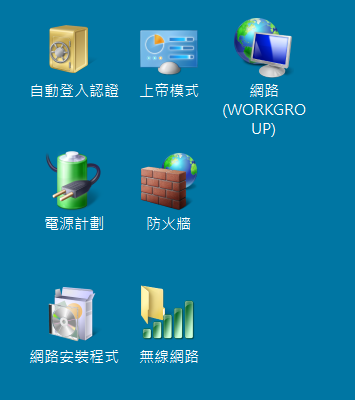 自動登入認證
上帝模式
網路
(WORKGRO
UP)
電源計劃
防火牆
網路安裝程式
無線網路